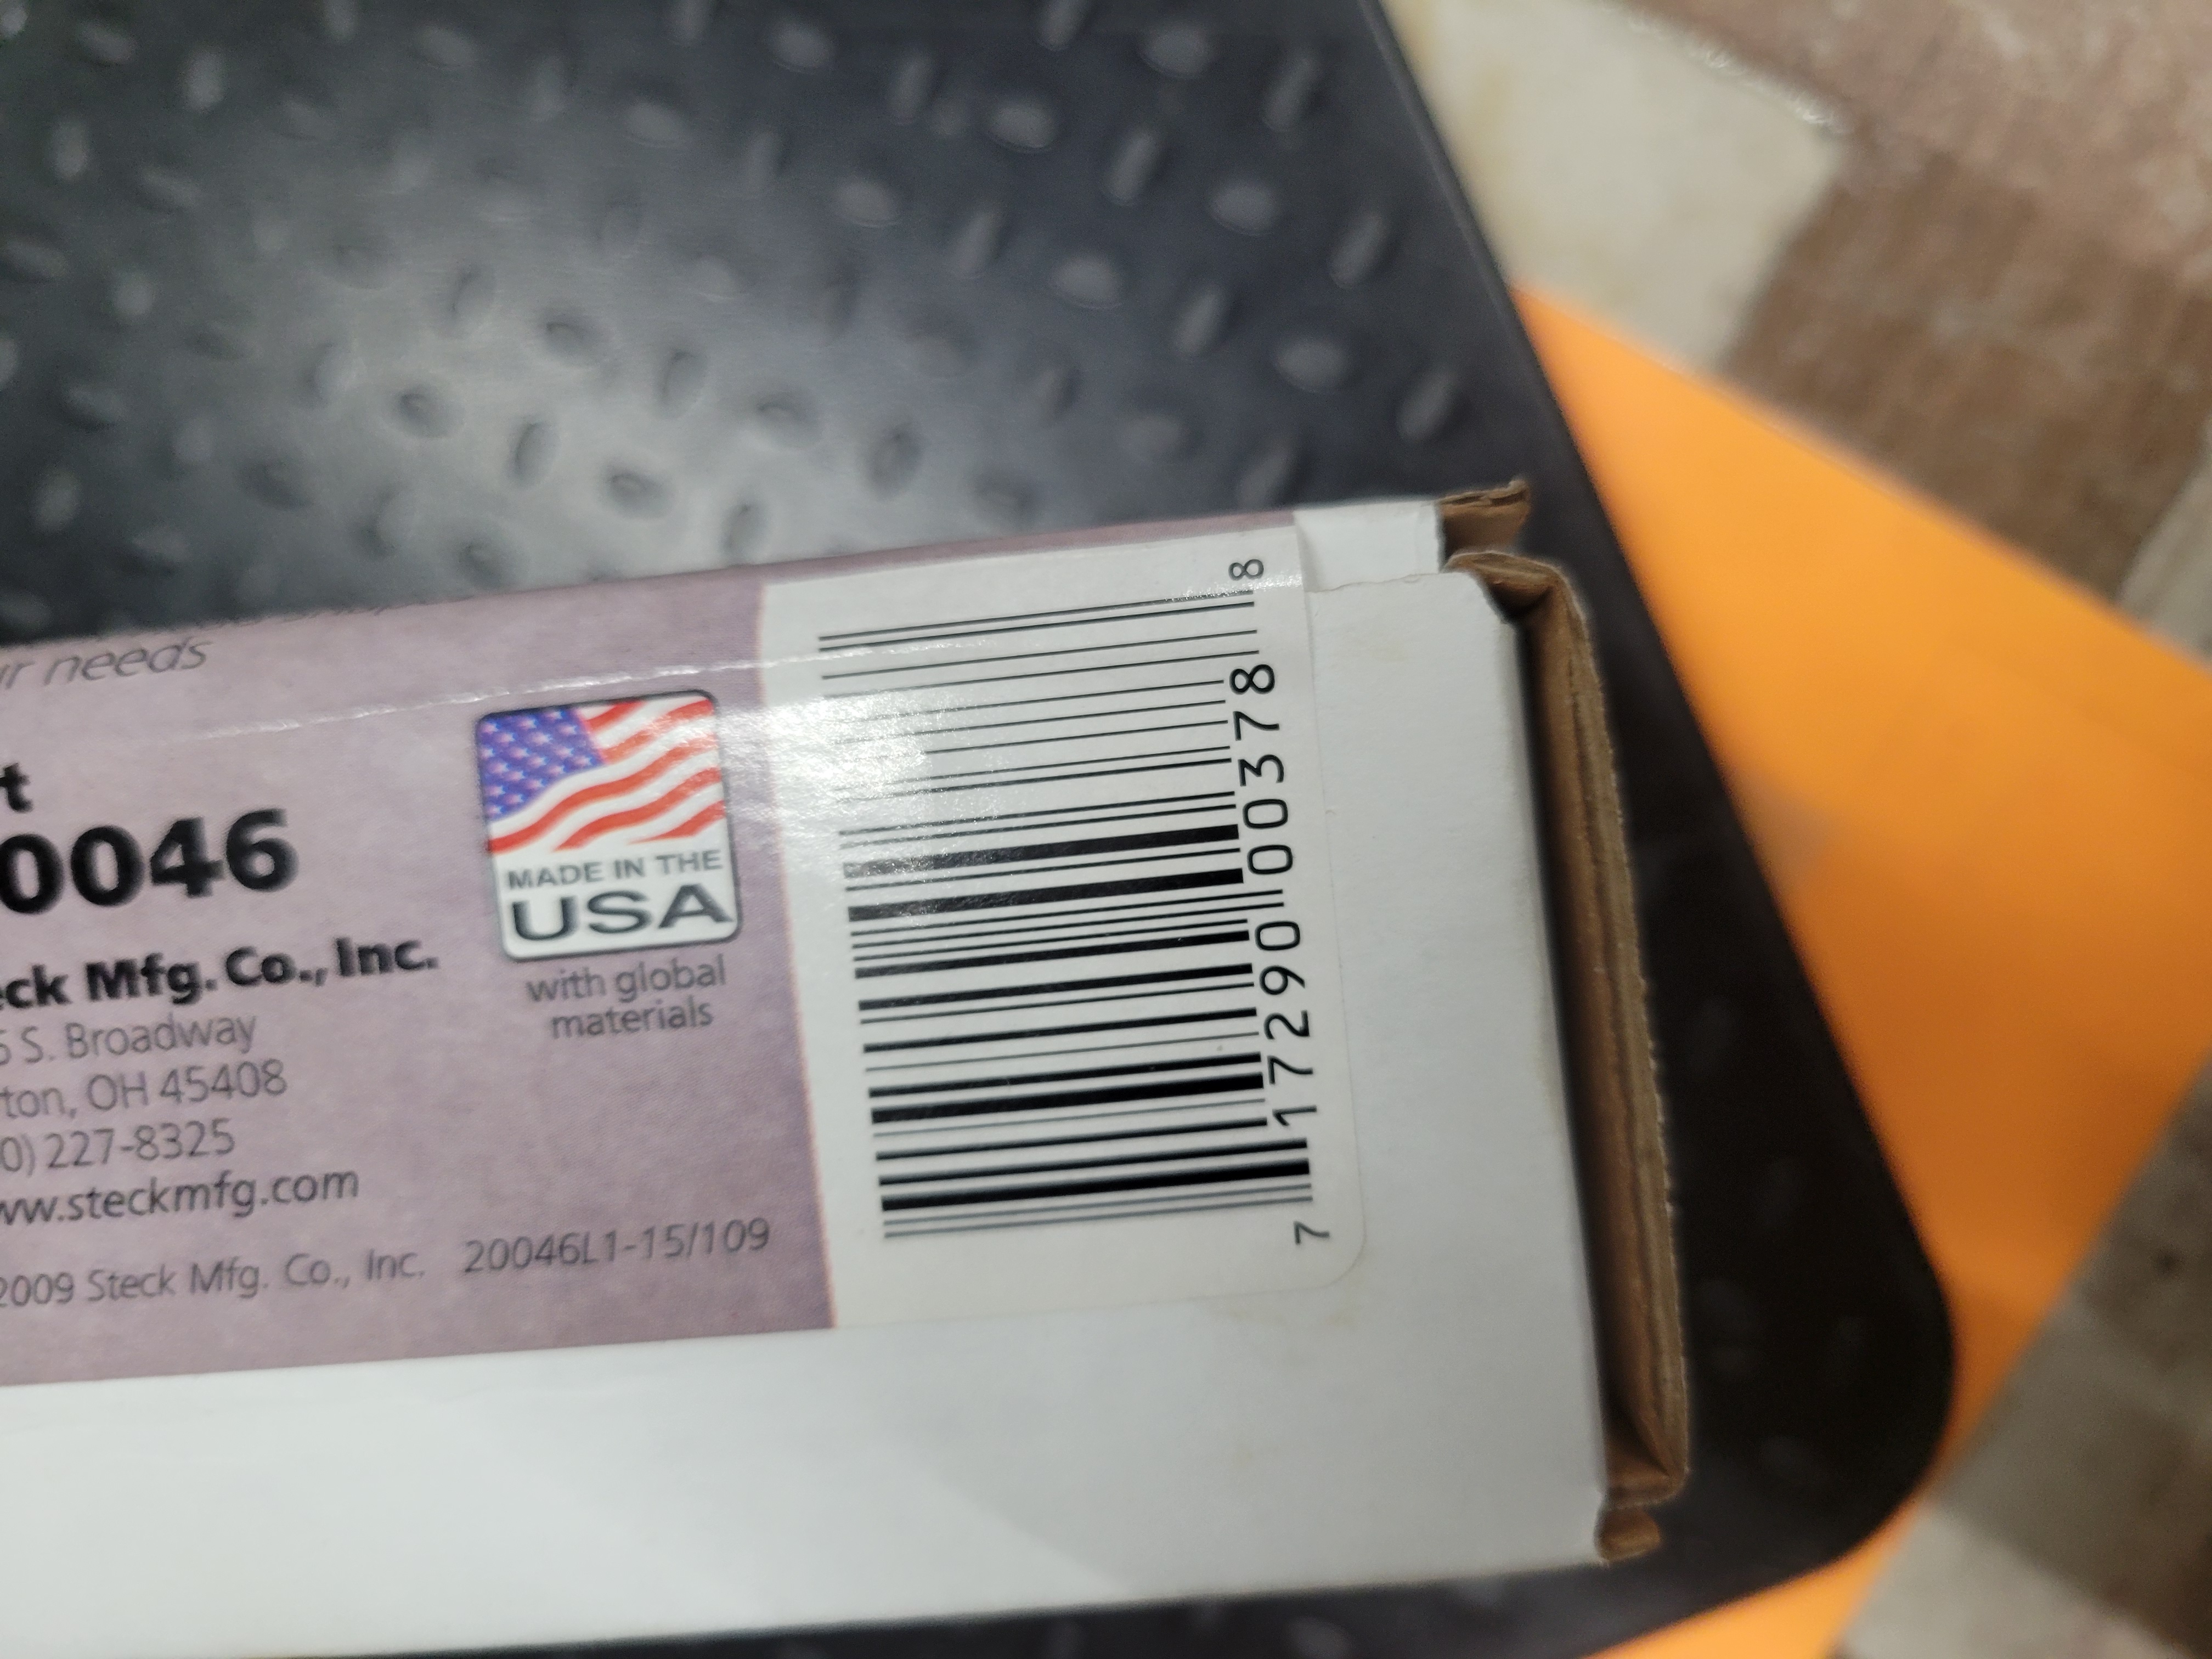 ur needs
t
0046
eck Mfg. Co., Inc.
S. Broadway
ton, OH 45408
0) 227-8325
ww.steckmfg.com
2009 Steck Mfg. Co., Inc. 20046L1-15/109
MADE IN THE
USA
with global
materials
7 17290 00378 8